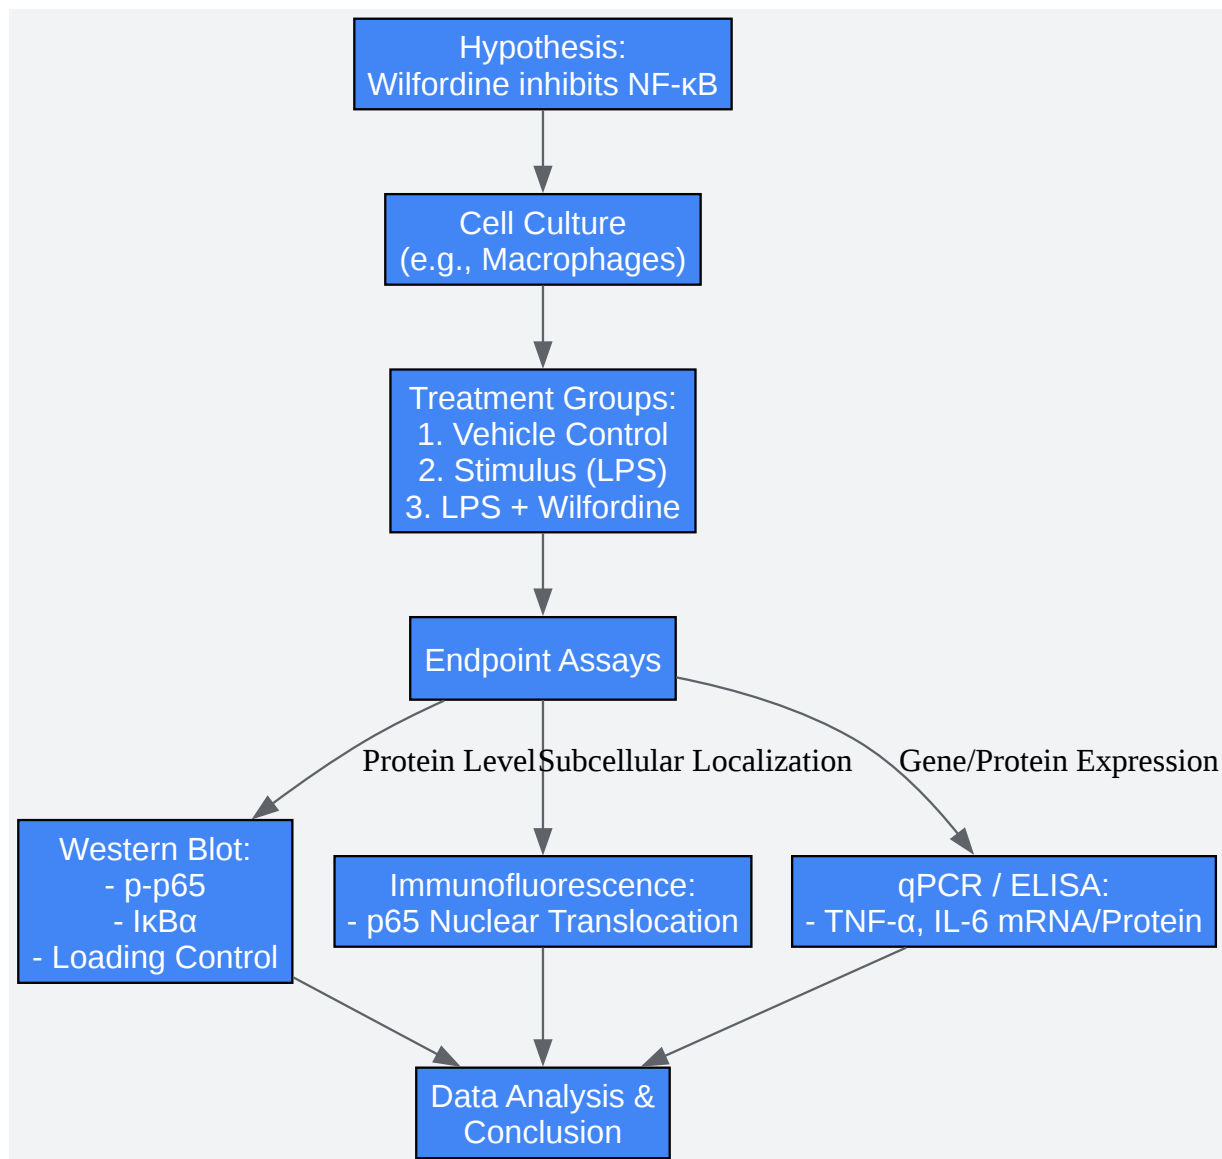 Hypothesis:
Wilfordine inhibits NF-κB
Cell Culture
(e.g., Macrophages)
Treatment Groups:
1. Vehicle Control
2. Stimulus (LPS)
3. LPS + Wilfordine
Endpoint Assays
Protein Level
Subcellular Localization
Gene/Protein Expression
Western Blot:
- p-p65
- IκBα
- Loading Control
Immunofluorescence:
- p65 Nuclear Translocation
qPCR / ELISA:
- TNF-α, IL-6 mRNA/Protein
Data Analysis &
Conclusion